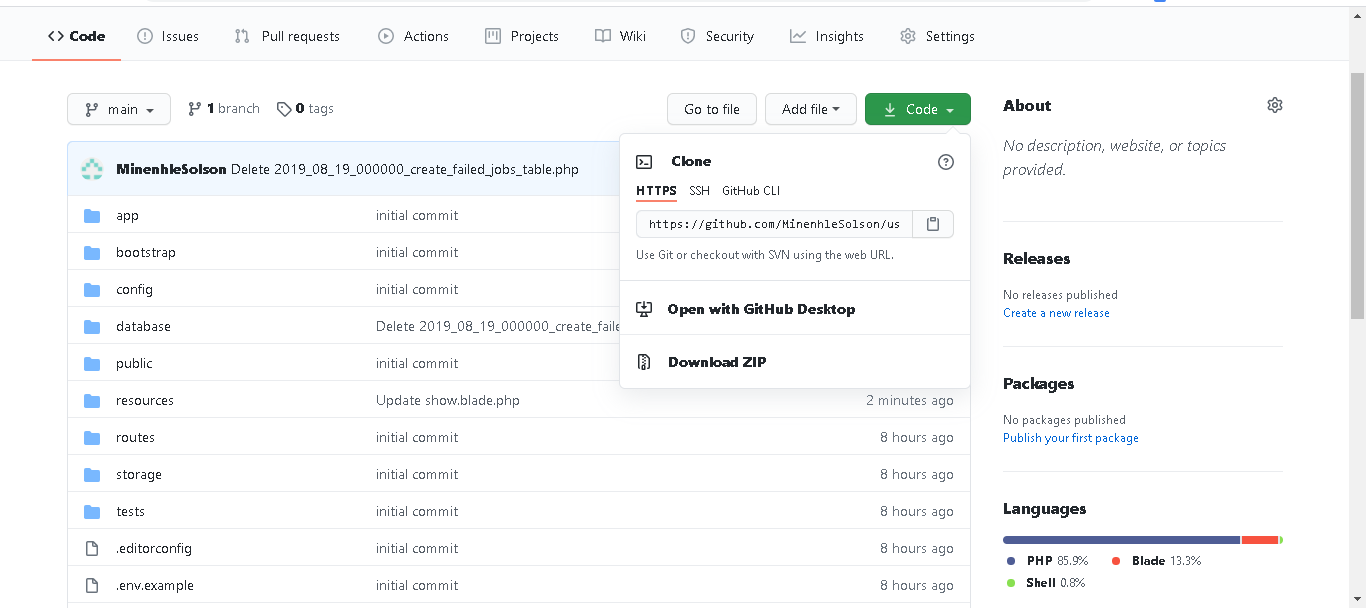 Code Issues Pull requests Actions Projects Wiki Security Insights Settings
main 1 branch 0 tags Go to file Add file Code
MinenhleSolson Delete 2019_08_19_000000_create_failed_jobs_table.php
Clone
HTTPS SSH GitHub CLI
https://github.com/MinenhleSolson/us
Use Git or checkout with SVN using the web URL.
Open with GitHub Desktop
Download ZIP
app initial commit
bootstrap initial commit
config initial commit
database Delete 2019_08_19_000000_create_faile
public initial commit
resources Update show.blade.php 2 minutes ago
routes initial commit 8 hours ago
storage initial commit 8 hours ago
tests initial commit 8 hours ago
.editorconfig initial commit 8 hours ago
.env.example initial commit 8 hours ago
About
No description, website, or topics
provided.
Releases
No releases published
Create a new release
Packages
No packages published
Publish your first package
Languages
PHP 85.9% Blade 13.3%
Shell 0.8%